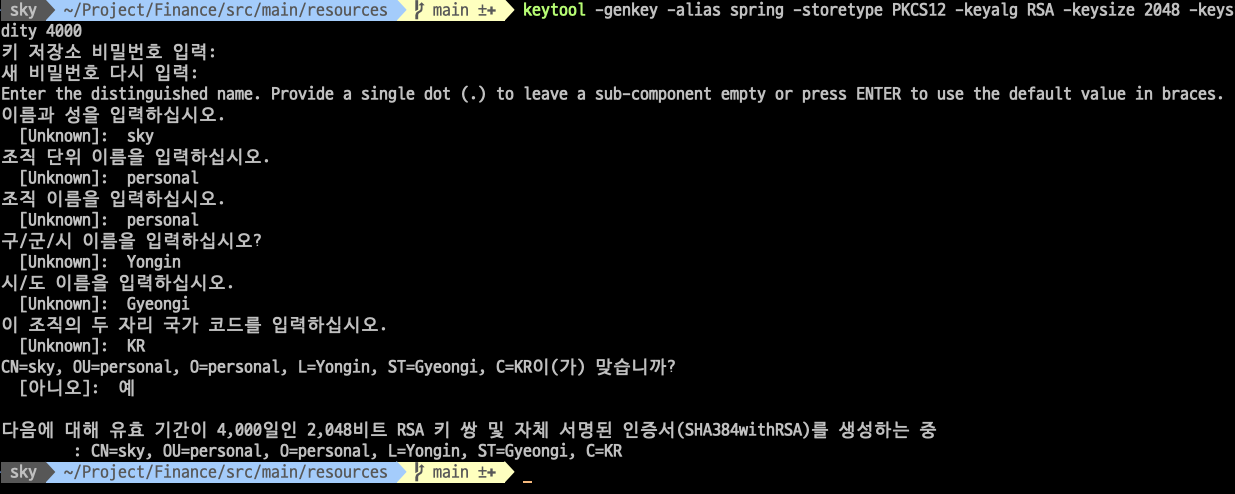 sky ~/Project/Finance/src/main/resources main ±+ keytool -genkey -alias spring -storetype PKCS12 -keyalg RSA -keysize 2048 -keys
dity 4000
키 저장소 비밀번호 입력:
새 비밀번호 다시 입력:
Enter the distinguished name. Provide a single dot (.) to leave a sub-component empty or press ENTER to use the default value in braces.
이름과 성을 입력하십시오.
[Unknown]: sky
조직 단위 이름을 입력하십시오.
[Unknown]: personal
조직 이름을 입력하십시오.
[Unknown]: personal
구/군/시 이름을 입력하십시오?
[Unknown]: Yongin
시/도 이름을 입력하십시오.
[Unknown]: Gyeongi
이 조직의 두 자리 국가 코드를 입력하십시오.
[Unknown]: KR
CN=sky, OU=personal, O=personal, L=Yongin, ST=Gyeongi, C=KR이(가) 맞습니까?
[아니오]: 예
다음에 대해 유효 기간이 4,000일인 2,048비트 RSA 키 쌍 및 자체 서명된 인증서(SHA384withRSA)를 생성하는 중
: CN=sky, OU=personal, O=personal, L=Yongin, ST=Gyeongi, C=KR
sky ~/Project/Finance/src/main/resources main ±+ _